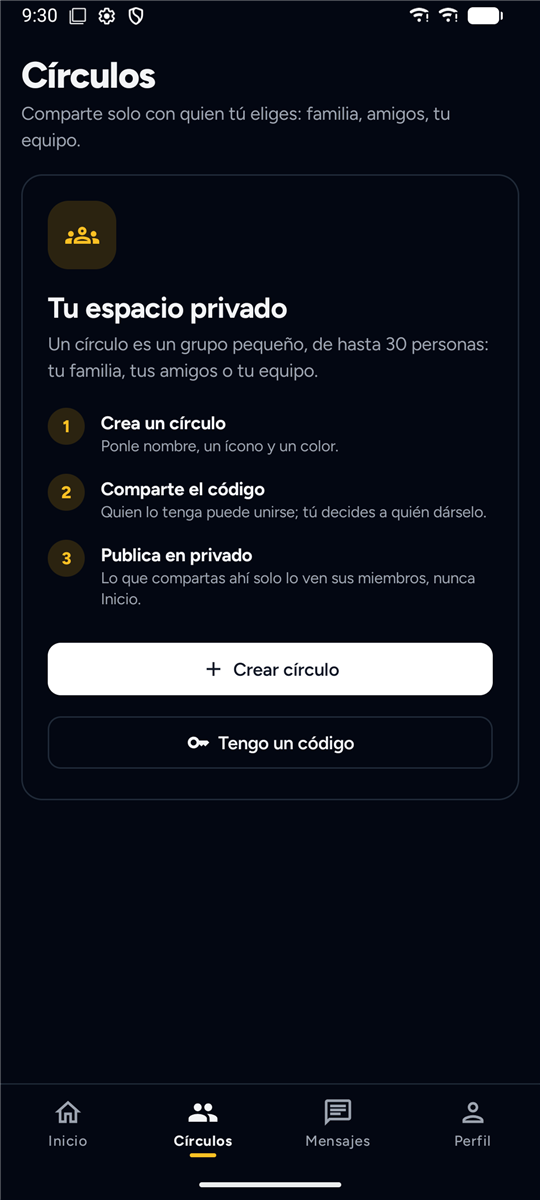 9:30
Círculos
Comparte solo con quien tú eliges: familia, amigos, tu
equipo.
Tu espacio privado
Un círculo es un grupo pequeño, de hasta 30 personas:
tu familia, tus amigos o tu equipo.
1
Crea un círculo
Ponle nombre, un ícono y un color.
2
Comparte el código
Quien lo tenga puede unirse; tú decides a quién dárselo.
3
Publica en privado
Lo que compartas ahí solo lo ven sus miembros, nunca
Inicio.
Crear círculo
Tengo un código
Inicio
Círculos
Mensajes
Perfil